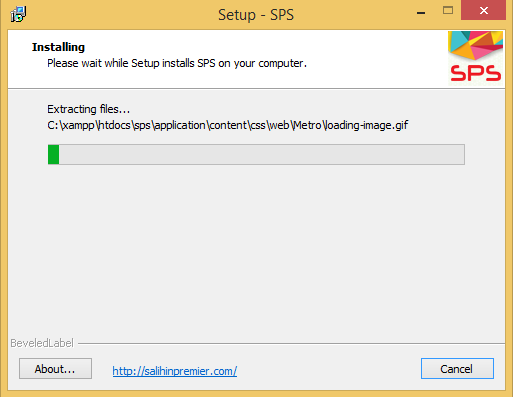 Setup - SPS
Installing
Please wait while Setup installs SPS on your computer.
SPS
Extracting files...
C:\xampp\htdocs\sps\application\content\css\web\Metro\loading-image.gif
BeveledLabel
About...
http://salihinpremier.com/
Cancel